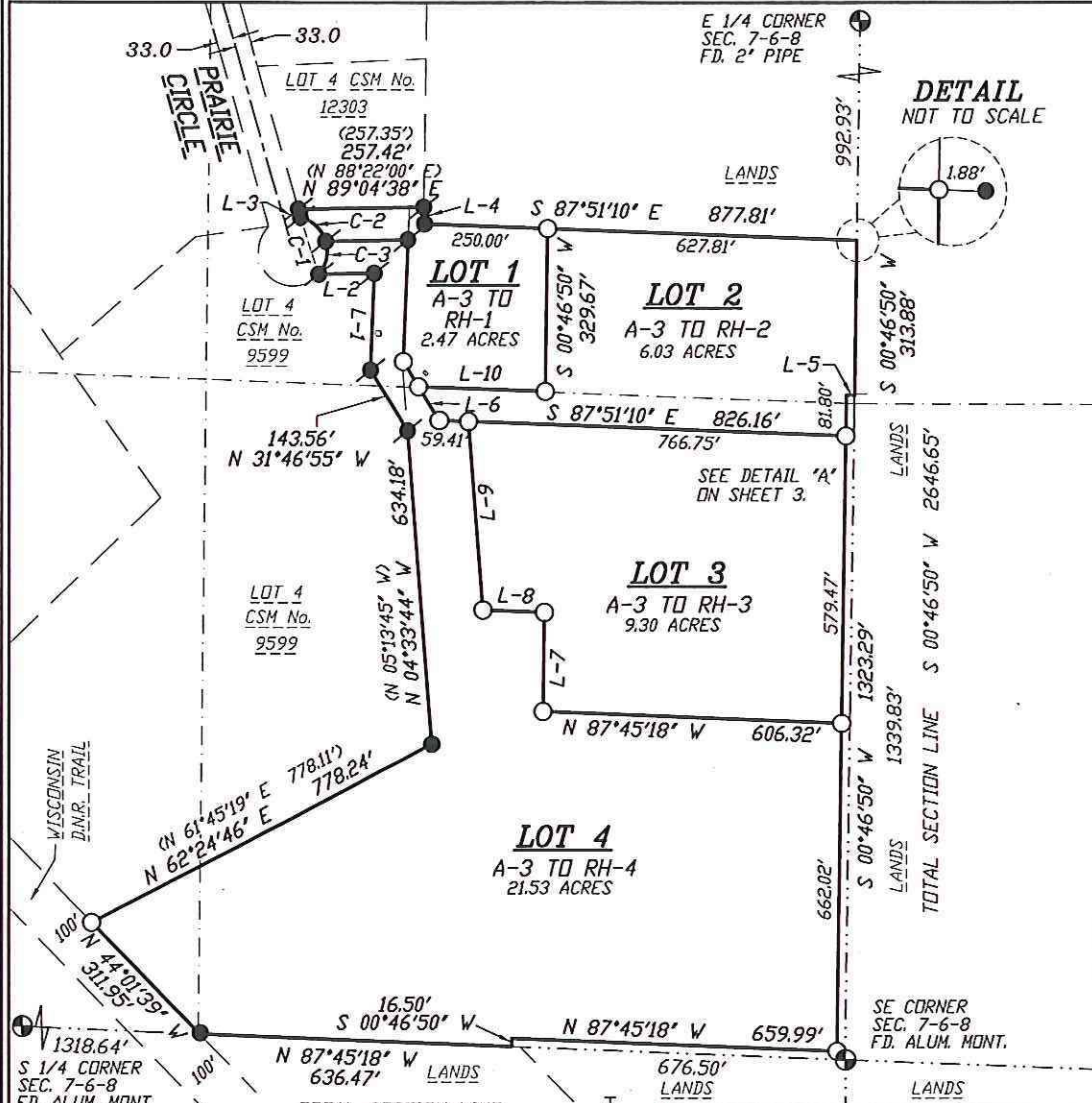 E 1/4 CORNER
SEC. 7-6-8
FD. 2" PIPE
33.0
33.0
PRAIRIE
CIRCLE
LOT 4 CSM No.
12303
(257.35')
257.42'
(N 88°22'00" E)
N 89°04'38" E
992.93'
DETAIL
NOT TO SCALE
1.88'
LANDS
L-3
C-2
L-4
C-1
C-3
L-2
S 87°51'10" E 877.81'
250.00'
627.81'
LOT 1
A-3 TO
RH-1
2.47 ACRES
S 00°46'50" W
329.67'
LOT 2
A-3 TO RH-2
6.03 ACRES
S 00°46'50" W
313.88'
LOT 4
CSM No.
9599
L-1
L-5
L-10
L-6
81.80'
S 87°51'10" E 826.16'
59.41'
766.75'
143.56'
N 31°46'55" W
SEE DETAIL "A"
ON SHEET 3.
LANDS
634.18'
(N 05°13'45" W)
N 04°33'44" W
L-9
L-8
L-7
LOT 3
A-3 TO RH-3
9.30 ACRES
579.47'
1323.29'
S 00°46'50" W
1339.83'
TOTAL SECTION LINE S 00°46'50" W 2646.65'
LOT 4
CSM No.
9599
N 87°45'18" W 606.32'
WISCONSIN
D.N.R. TRAIL
(N 61°45'19" E 778.11')
N 62°24'46" E 778.24'
LOT 4
A-3 TO RH-4
21.53 ACRES
LANDS
662.02'
100'
N 44°01'39" W
311.95'
16.50'
S 00°46'50" W
N 87°45'18" W 659.99'
SE CORNER
SEC. 7-6-8
FD. ALUM. MONT.
1318.64'
S 1/4 CORNER
SEC. 7-6-8
FD. ALUM. MONT.
100'
N 87°45'18" W
636.47'
LANDS
676.50'
LANDS
LANDS